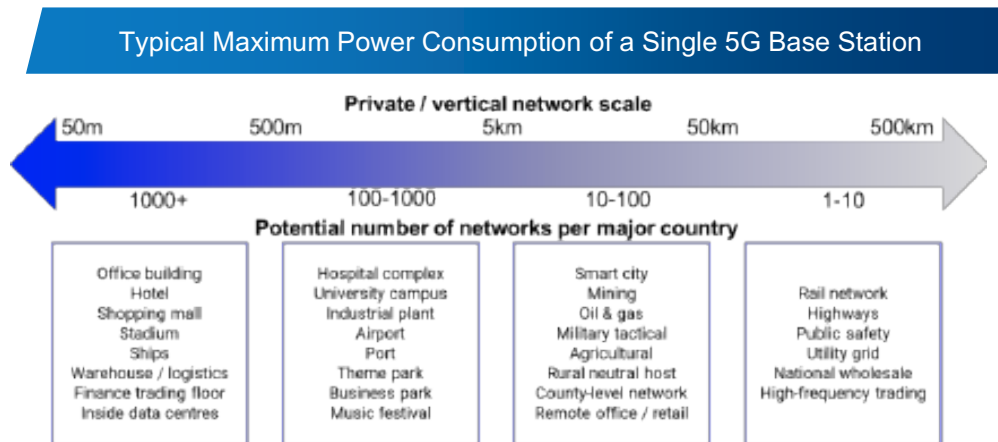 Typical Maximum Power Consumption of a Single 5G Base Station
Private / vertical network scale
50m 500m 5km 50km 500km
1000+ 100-1000 10-100 1-10
Potential number of networks per major country
Office building
Hotel
Shopping mall
Stadium
Ships
Warehouse / logistics
Finance trading floor
Inside data centres
Hospital complex
University campus
Industrial plant
Airport
Port
Theme park
Business park
Music festival
Smart city
Mining
Oil & gas
Military tactical
Agricultural
Rural neutral host
County-level network
Remote office / retail
Rail network
Highways
Public safety
Utility grid
National wholesale
High-frequency trading